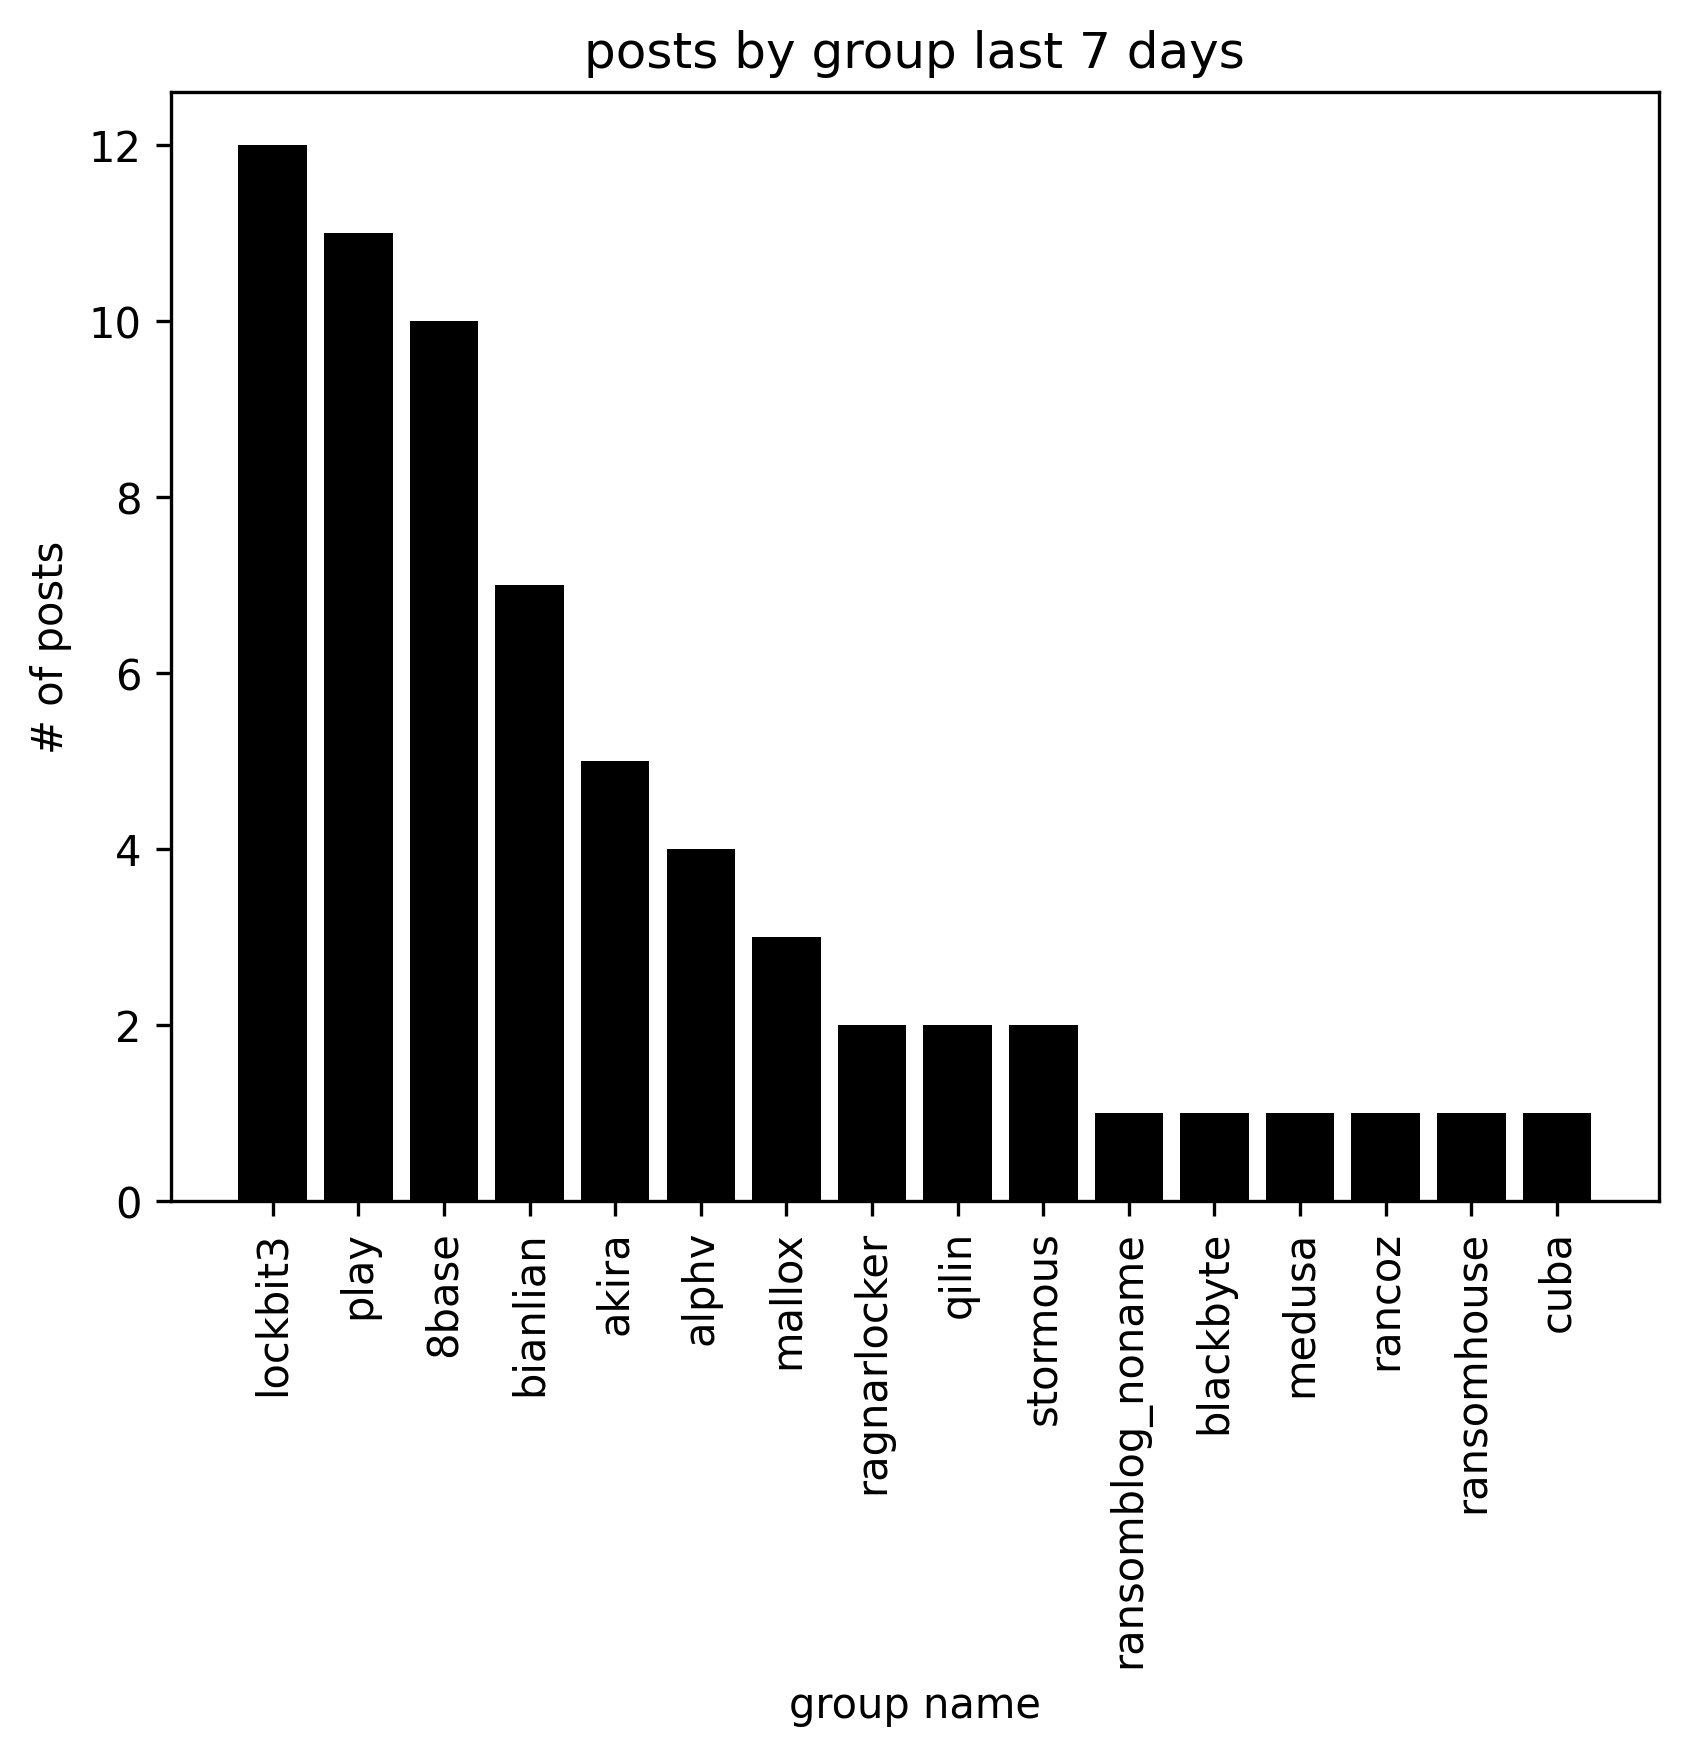 posts by group last 7 days
# of posts
12
10
8
6
4
2
0
lockbit3
play
8base
bianlian
akira
alphv
mallox
ragnarlocker
qilin
stormous
ransomblog_noname
blackbyte
medusa
rancoz
ransomhouse
cuba
group name